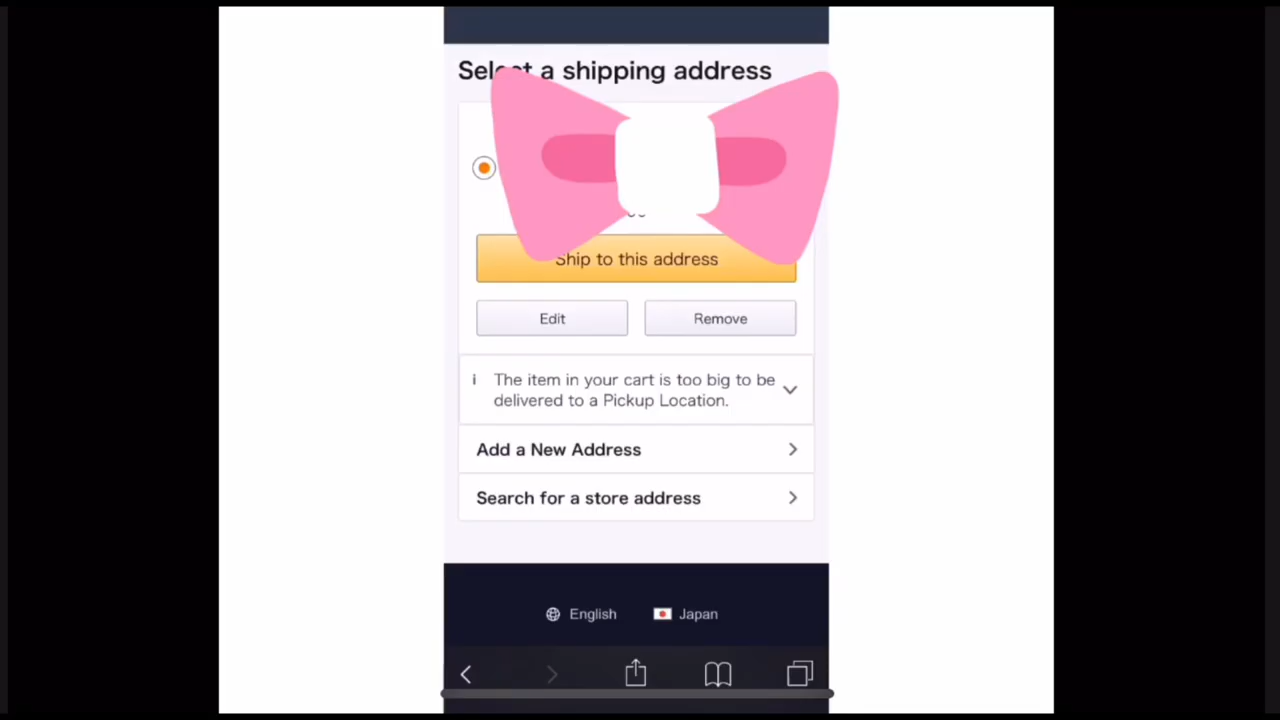 Select a shipping address
Ship to this address
Edit
Remove
i The item in your cart is too big to be
delivered to a Pickup Location.
Add a New Address
Search for a store address
English
Japan